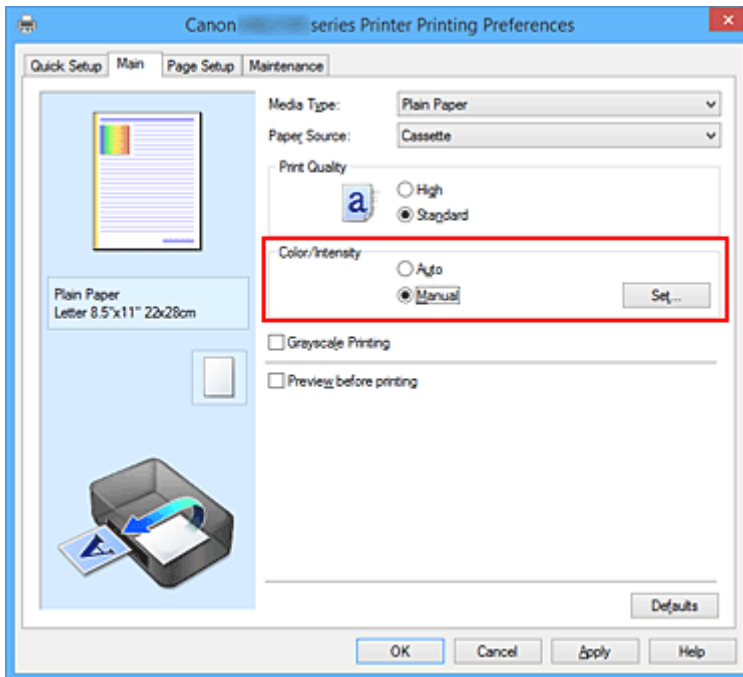 Canon series Printer Printing Preferences
Quick Setup Main Page Setup Maintenance
Media Type: Plain Paper
Paper Source: Cassette
Print Quality
a
High
Standard
Color/Intensity
Auto
Manual Set...
Plain Paper
Letter 8.5"x11" 22x28cm
Grayscale Printing
Preview before printing
A
Defaults
OK Cancel Apply Help